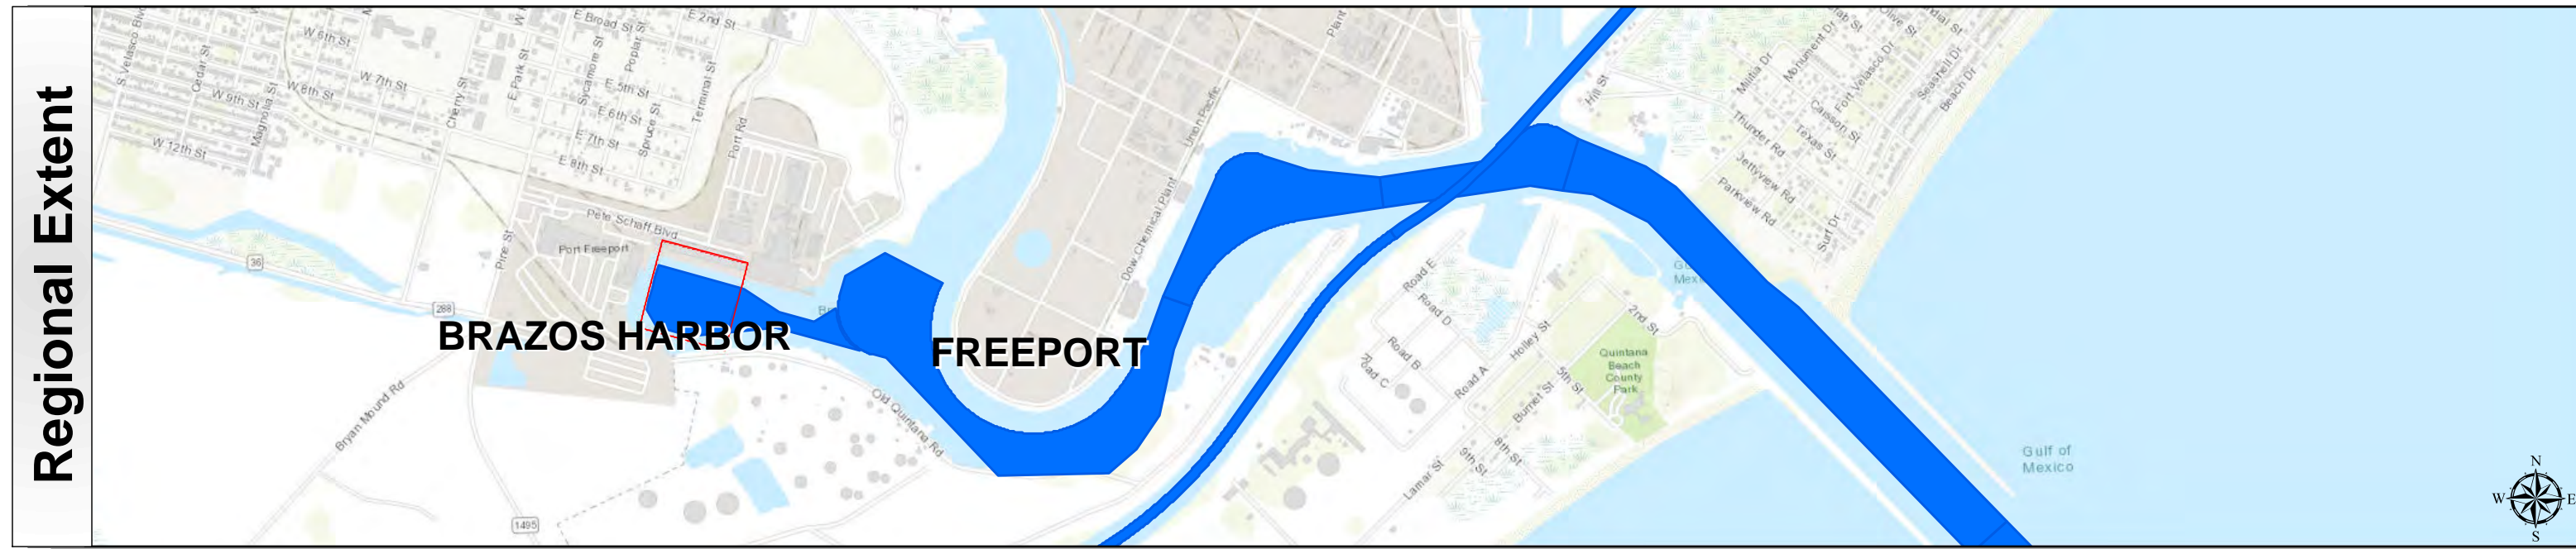 Regional Extent
S Velasco Blvd
Cedar St
Magnolia St
W 6th St
W 7th St
W 8th St
W 9th St
W 12th St
Cherry St
E Park St
E Broad St
E 2nd St
Sycamore St
Poplar St
E 5th St
E 6th St
E 7th St
E 8th St
Spruce St
Terminal St
Port Rd
Pete Schaff Blvd
Port Freeport
Pine St
36
288
1495
BRAZOS HARBOR
FREEPORT
Bryan Mound Rd
Old Quintana Rd
Dow Chemical Plant
Union Pacific
Plant
Hill St
Militia Dr
Monument Dr
Fort Velasco Dr
Olive St
Seashell Dr
Beach Dr
Caisson St
Texas St
Thunder Rd
Jettyview Rd
Parkview Rd
Surf Dr
Road E
Road D
Road B
Road C
Road A
Holley St
2nd St
Quintana
Beach
County
Park
5th St
Burnet St
8th St
9th St
Lamar St
Gulf of
Mexico
N
W
E
S